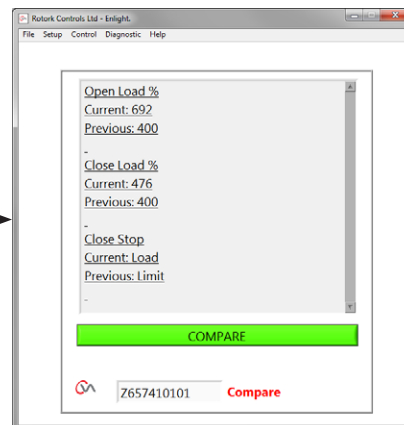 Rotork Controls Ltd - Enlight.
File Setup Control Diagnostic Help
Open Load %
Current: 692
Previous: 400
-
Close Load %
Current: 476
Previous: 400
-
Close Stop
Current: Load
Previous: Limit
-
COMPARE
Z657410101 Compare